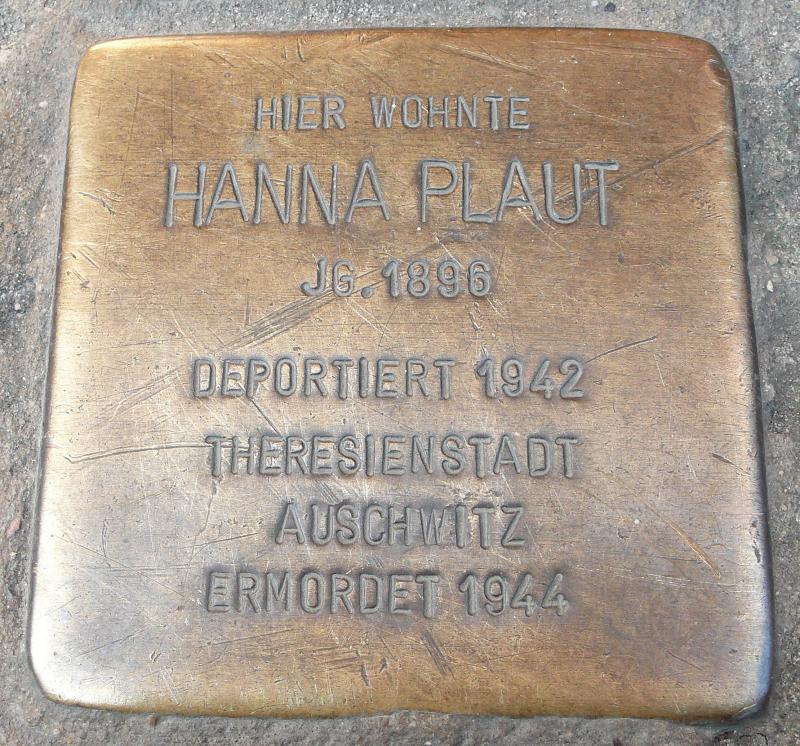 HIER WOHNTE
HANNA PLAUT
JG. 1896
DEPORTIERT 1942
THERESIENSTADT
AUSCHWITZ
ERMORDET 1944